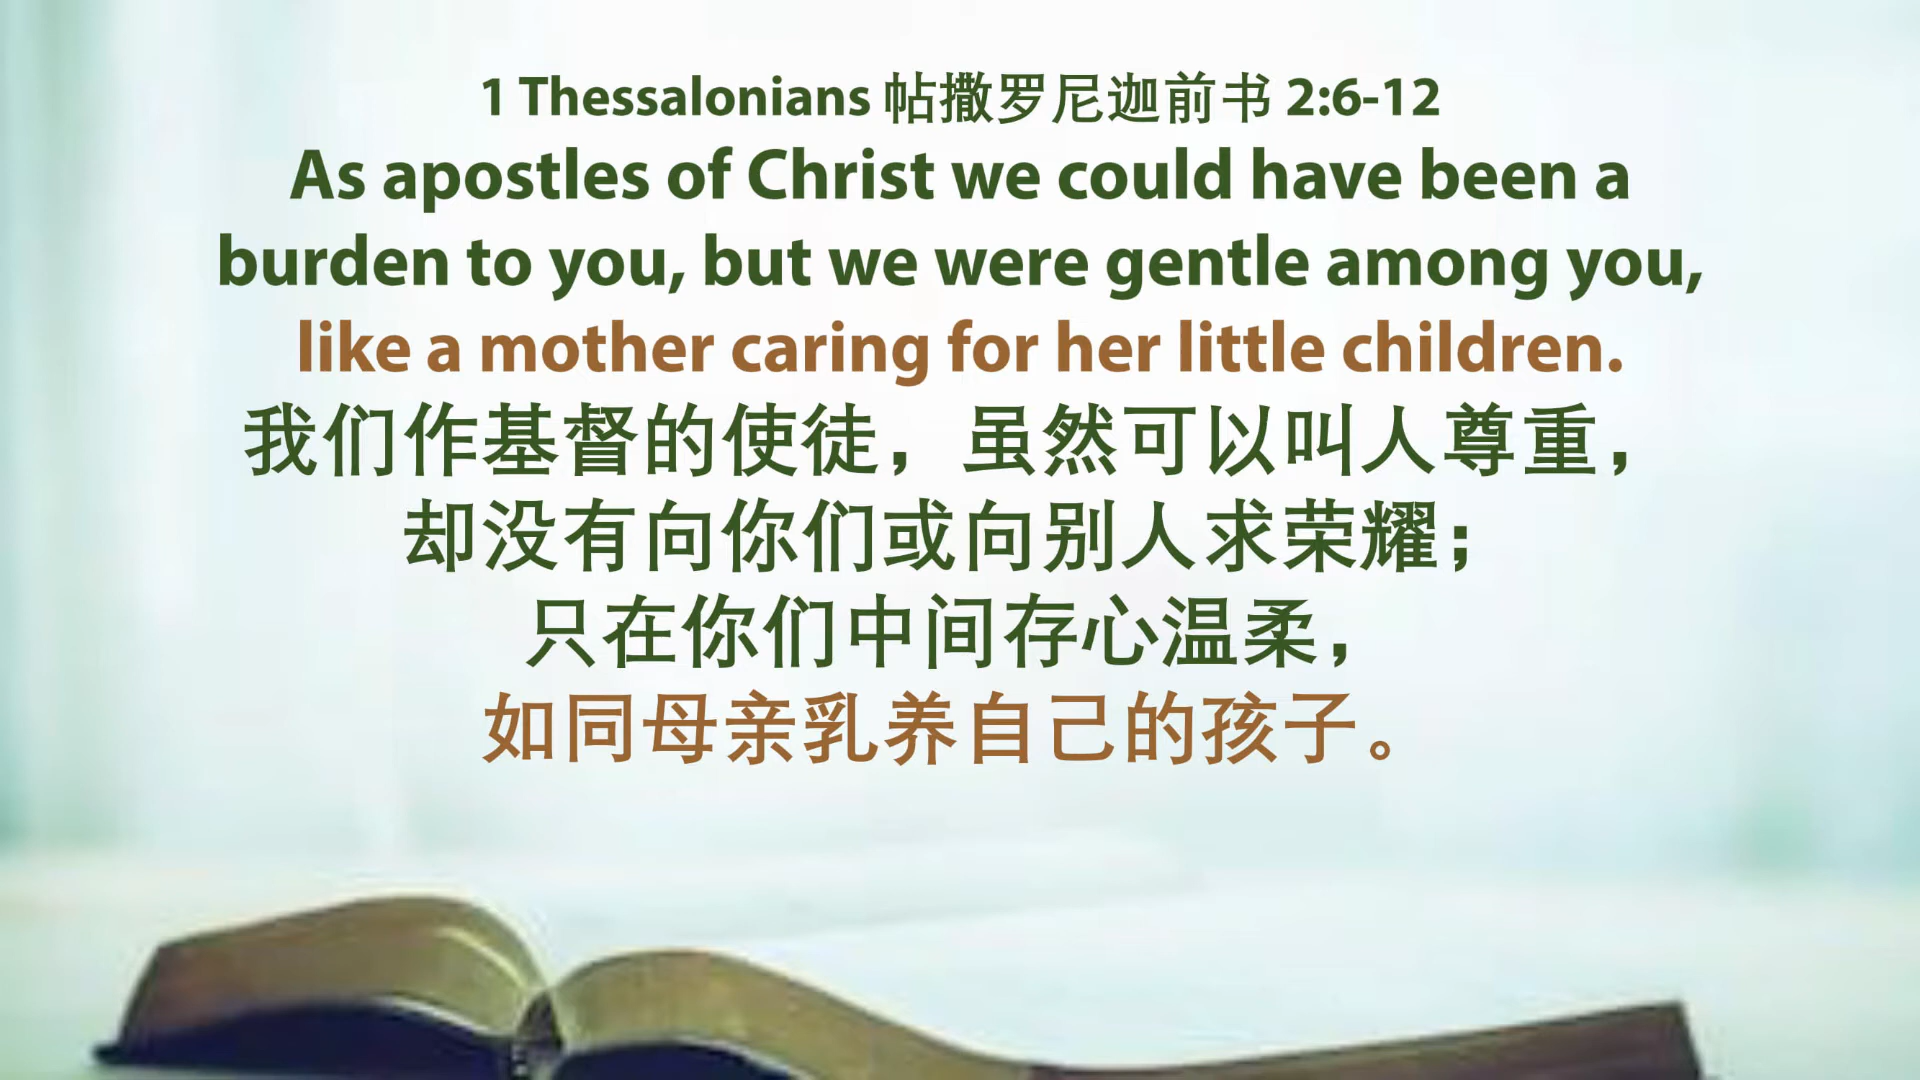 1 Thessalonians 帖撒罗尼迦前书 2:6-12
As apostles of Christ we could have been a
burden to you, but we were gentle among you,
like a mother caring for her little children.
我们作基督的使徒，虽然可以叫人尊重，
却没有向你们或向别人求荣耀；
只在你们中间存心温柔，
如同母亲乳养自己的孩子。